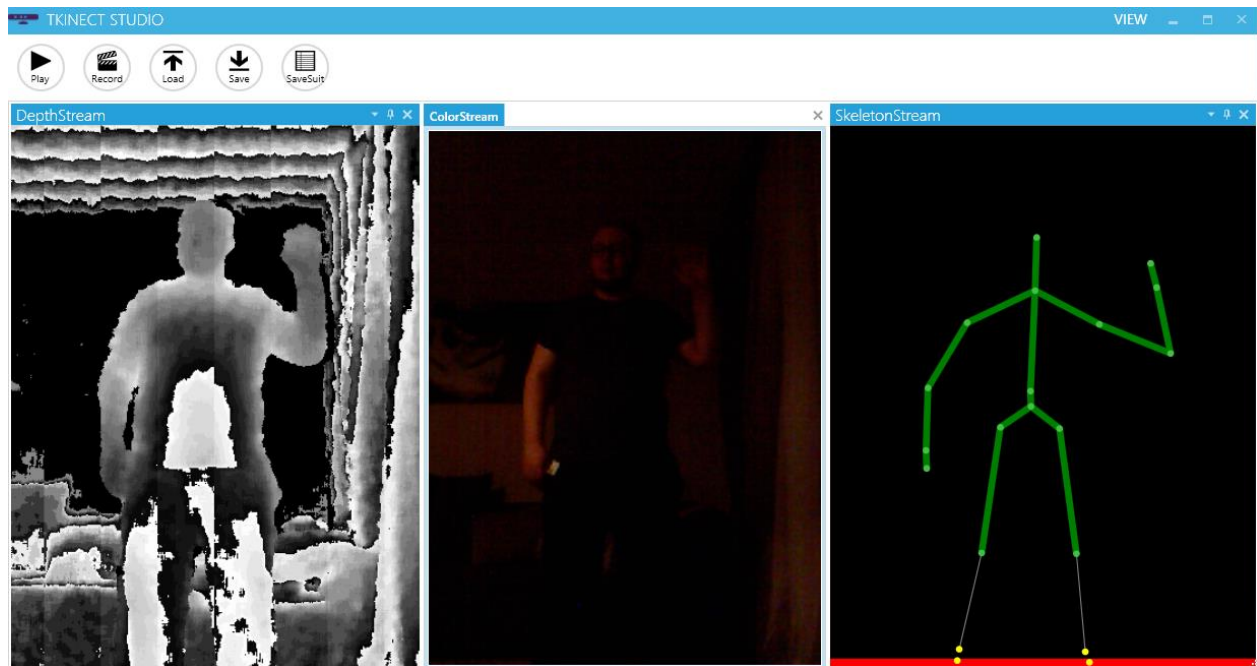 TKINECT STUDIO
VIEW
Play
Record
Load
Save
SaveSuit
DepthStream
ColorStream
SkeletonStream